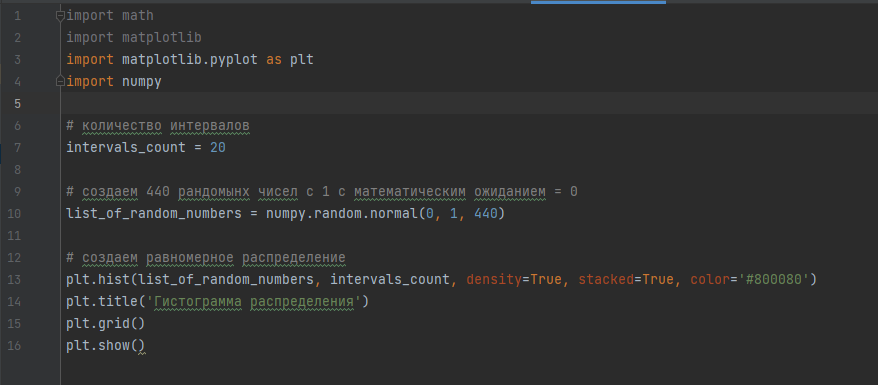 1 import math
2 import matplotlib
3 import matplotlib.pyplot as plt
4 import numpy
5
6 # количество интервалов
7 intervals_count = 20
8
9 # создаем 440 рандомынх чисел с 1 с математическим ожиданием = 0
10 list_of_random_numbers = numpy.random.normal(0, 1, 440)
11
12 # создаем равномерное распределение
13 plt.hist(list_of_random_numbers, intervals_count, density=True, stacked=True, color='#800080')
14 plt.title('Гистограмма распределения')
15 plt.grid()
16 plt.show()